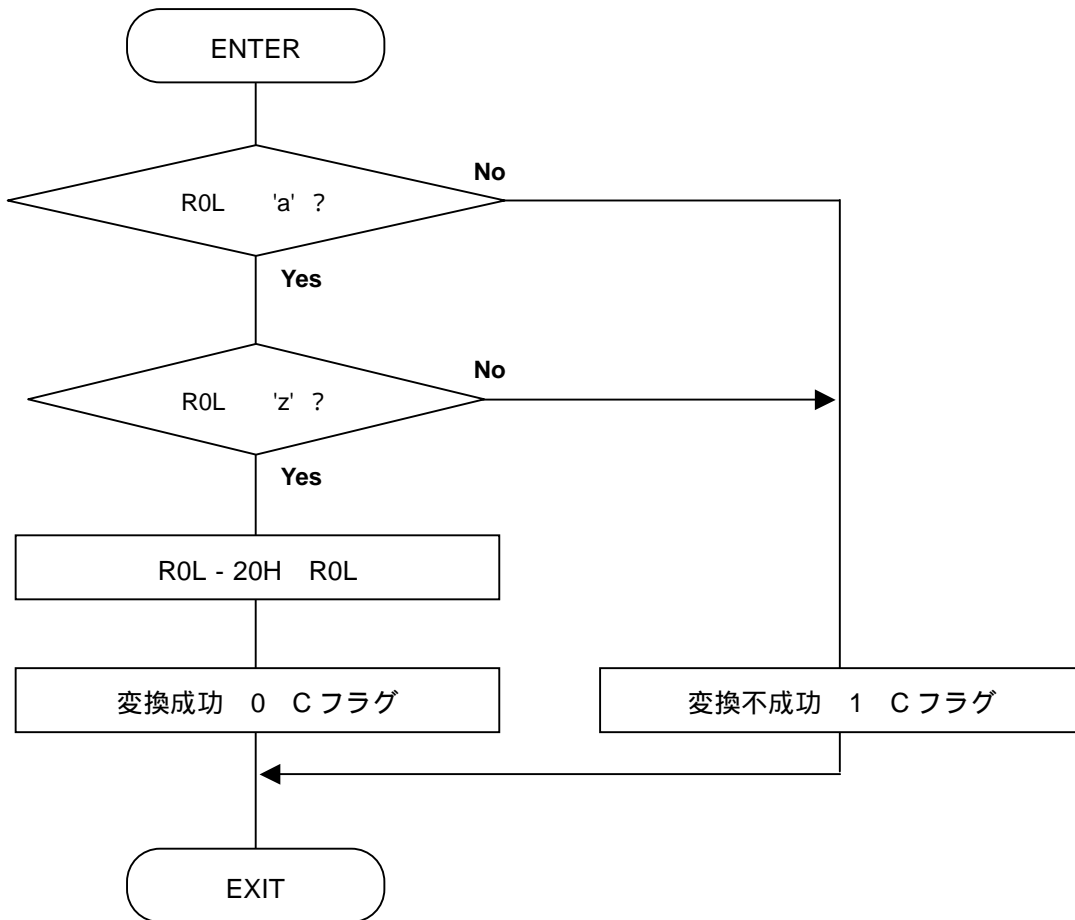 ENTER
No
R0L 'a' ?
Yes
No
R0L 'z' ?
Yes
R0L - 20H R0L
変換成功 0 C フラグ
変換不成功 1 C フラグ
EXIT